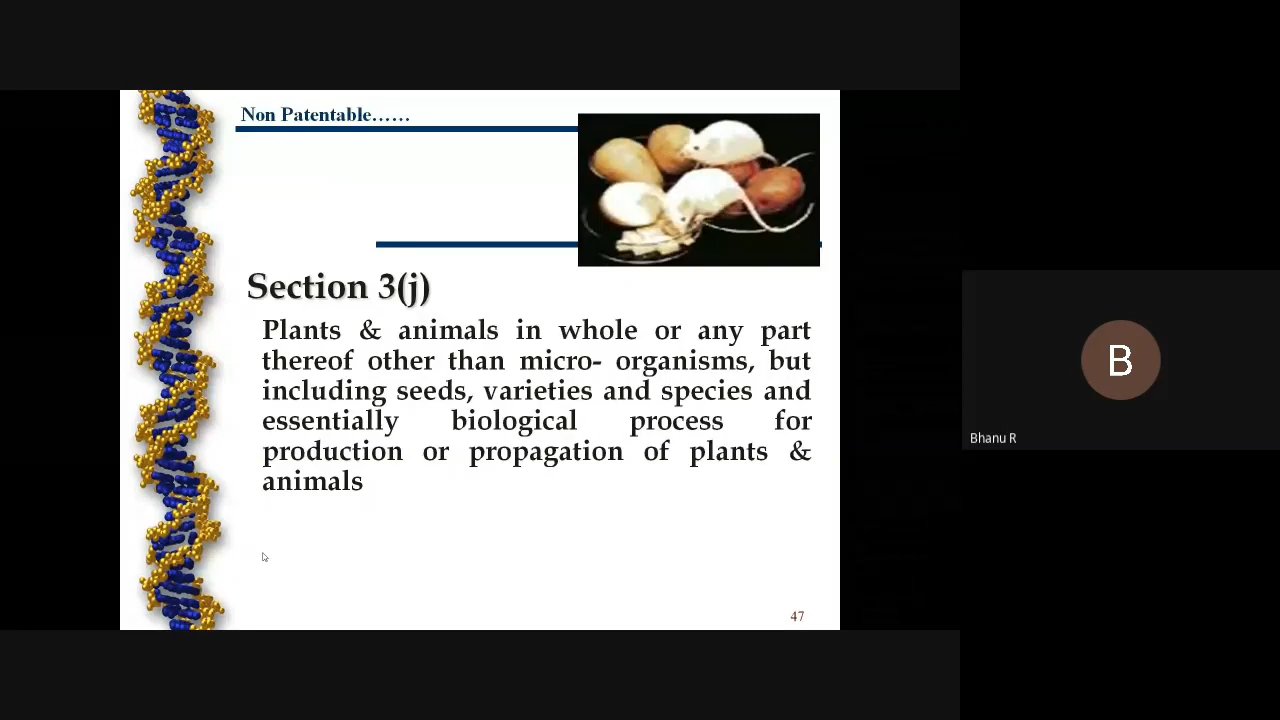 Non Patentable......
Section 3(j)
Plants & animals in whole or any part
thereof other than micro- organisms, but
including seeds, varieties and species and
essentially biological process for
production or propagation of plants &
animals
47
B
Bhanu R